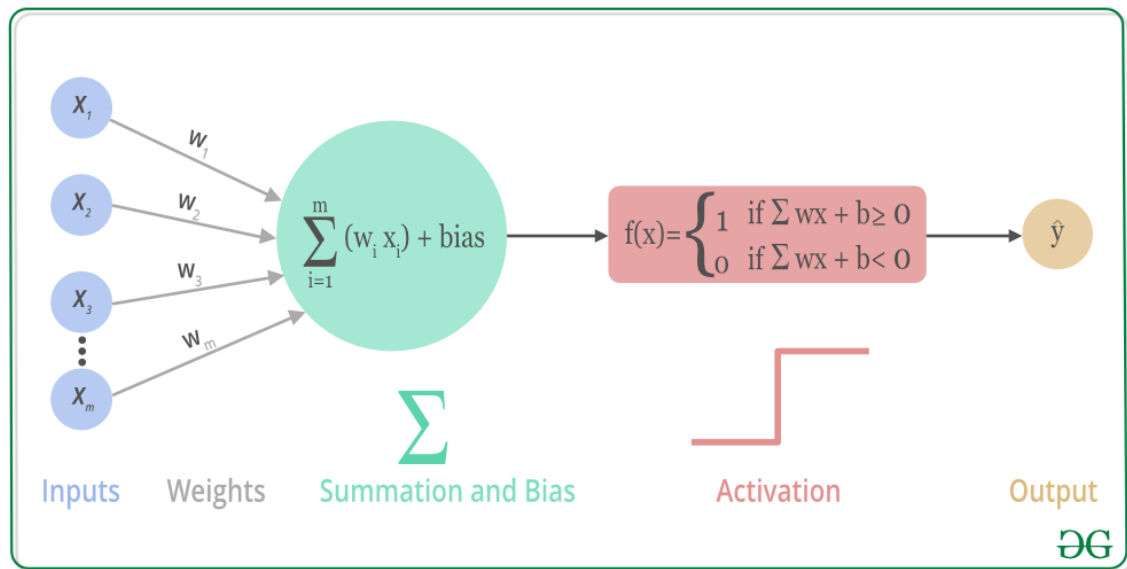 X₁
X₂
X₃
Xₘ
W₁
W₂
W₃
Wₘ
m
∑ (wᵢ xᵢ) + bias
i=1
f(x)= { 1 if Σ wx + b ≥ 0
0 if Σ wx + b < 0
ŷ
∑
Inputs
Weights
Summation and Bias
Activation
Output